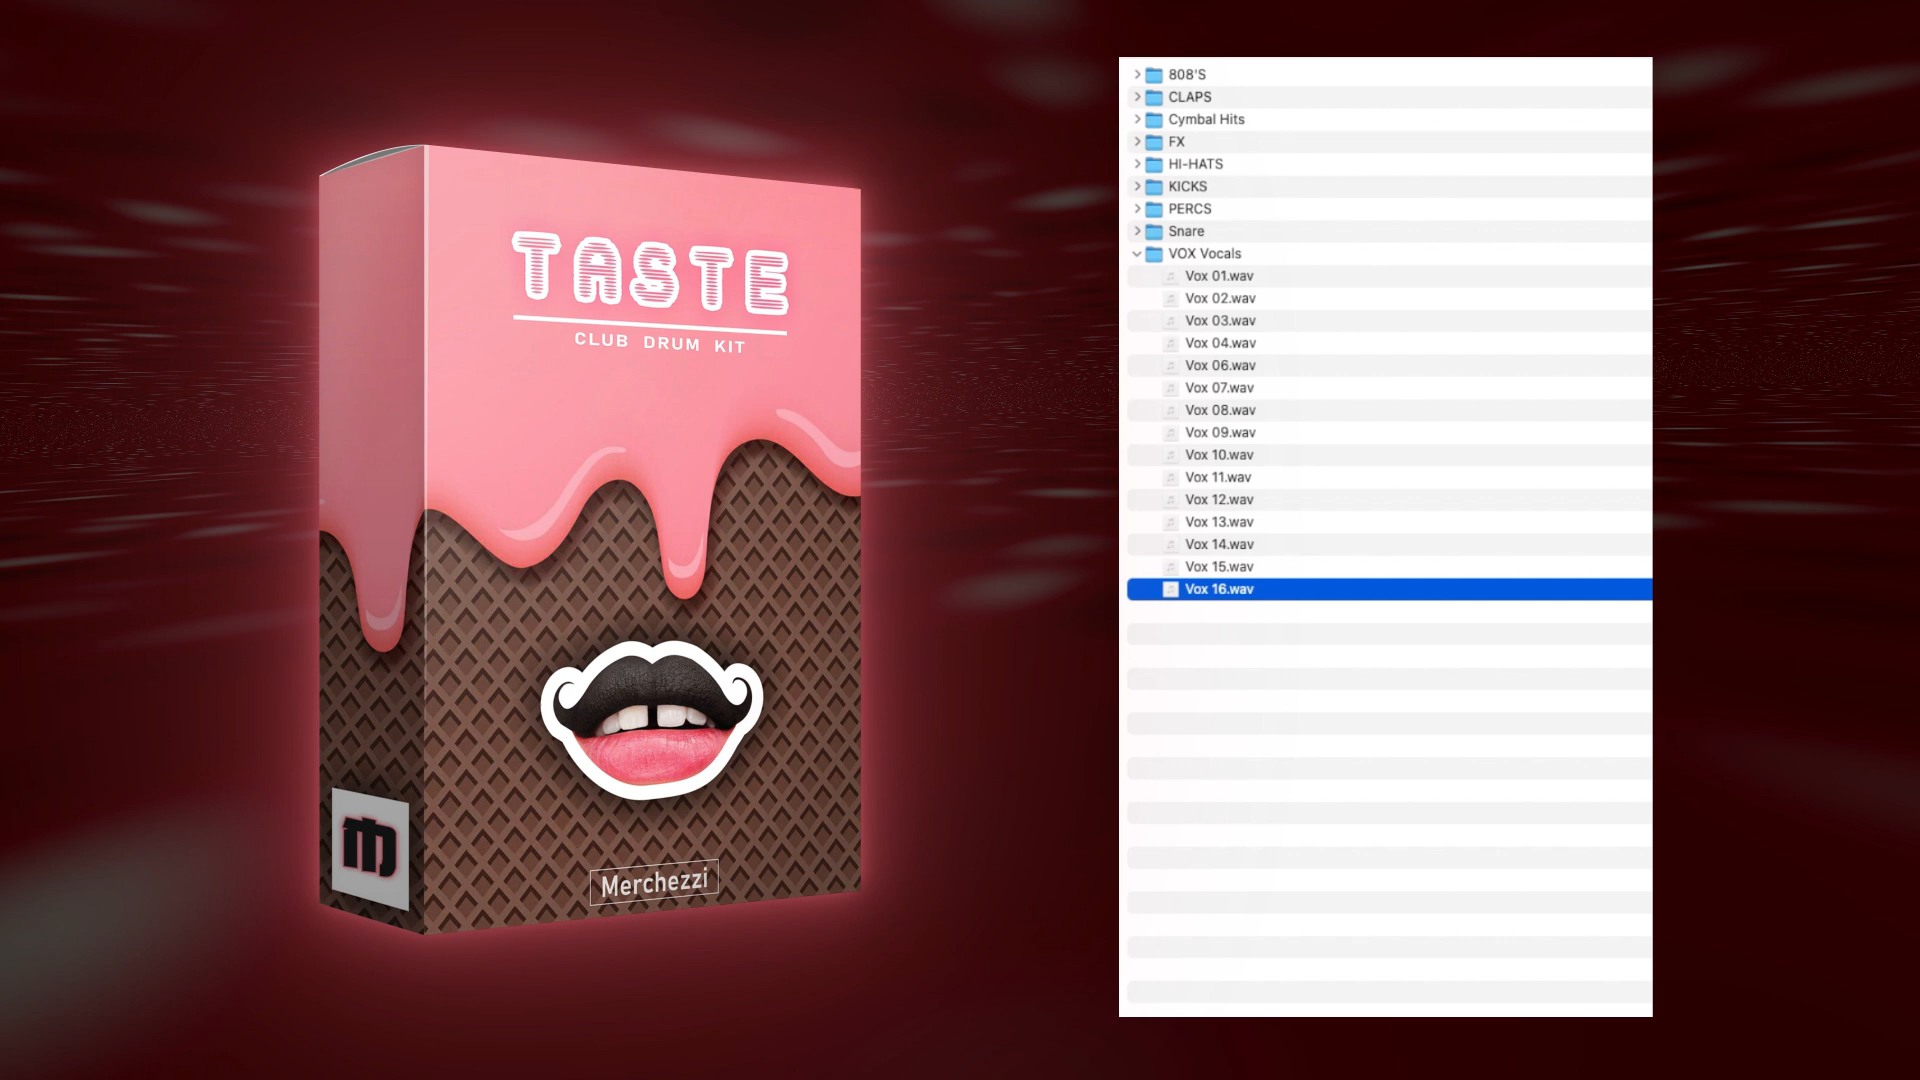 TASTE
CLUB DRUM KIT
Merchezzi
808'S
CLAPS
Cymbal Hits
FX
HI-HATS
KICKS
PERCS
Snare
VOX Vocals
Vox 01.wav
Vox 02.wav
Vox 03.wav
Vox 04.wav
Vox 06.wav
Vox 07.wav
Vox 08.wav
Vox 09.wav
Vox 10.wav
Vox 11.wav
Vox 12.wav
Vox 13.wav
Vox 14.wav
Vox 15.wav
Vox 16.wav